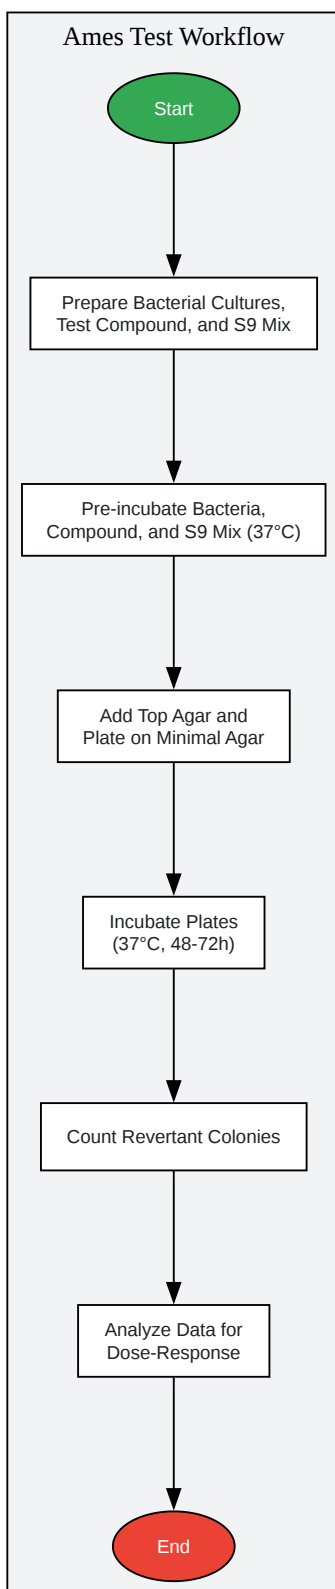 Ames Test Workflow
Start
Prepare Bacterial Cultures,
Test Compound, and S9 Mix
Pre-incubate Bacteria,
Compound, and S9 Mix (37°C)
Add Top Agar and
Plate on Minimal Agar
Incubate Plates
(37°C, 48-72h)
Count Revertant Colonies
Analyze Data for
Dose-Response
End